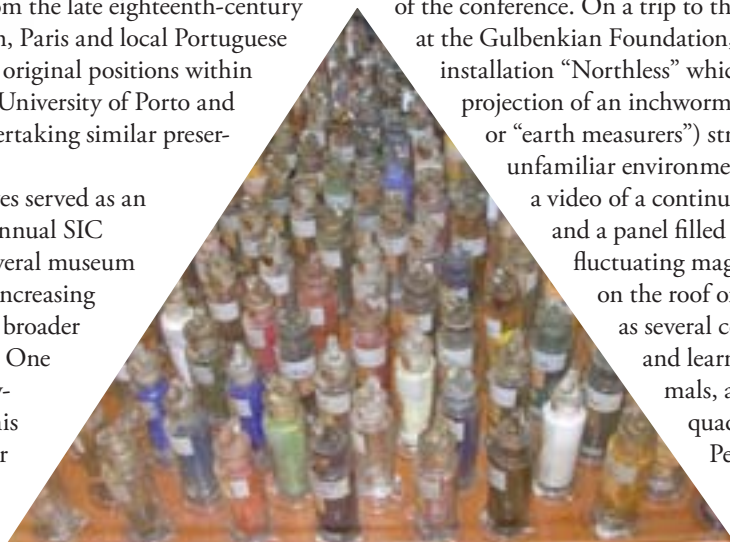 om the late eighteenth-century
n, Paris and local Portuguese
original positions within
University of Porto and
ertaking similar preser-
es served as an
nnual SIC
veral museum
ncreasing
broader
One
y-
his
r
of the conference. On a trip to th
at the Gulbenkian Foundation,
installation “Northless” whic
projection of an inchworm
or “earth measurers”) str
unfamiliar environme
a video of a continu
and a panel filled
fluctuating mag
on the roof o
as several c
and learn
mals, a
quad
Pe